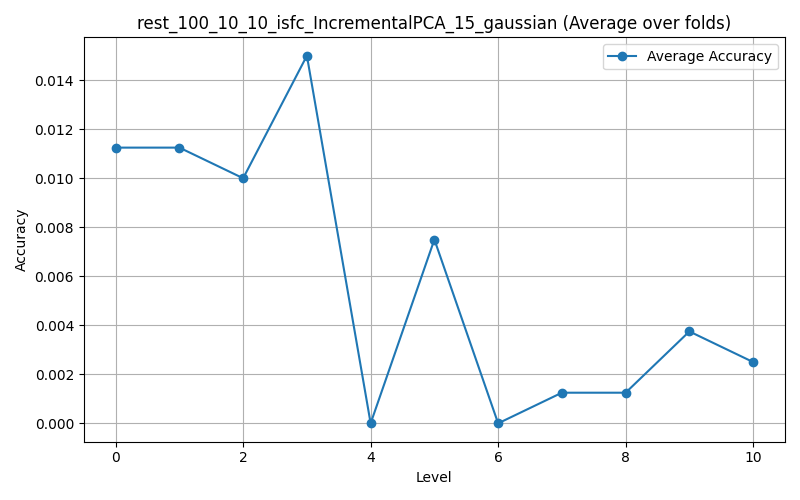 rest_100_10_10_isfc_IncrementalPCA_15_gaussian (Average over folds)
Average Accuracy
0.014
0.012
0.010
0.008
0.006
0.004
0.002
0.000
Accuracy
0 2 4 6 8 10
Level